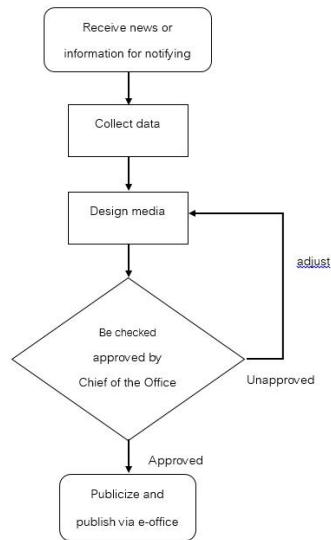 Receive news or
information for notifying
Collect data
Design media
adjust
Be checked
approved by
Chief of the Office
Unapproved
Approved
Publicize and
publish via e-office